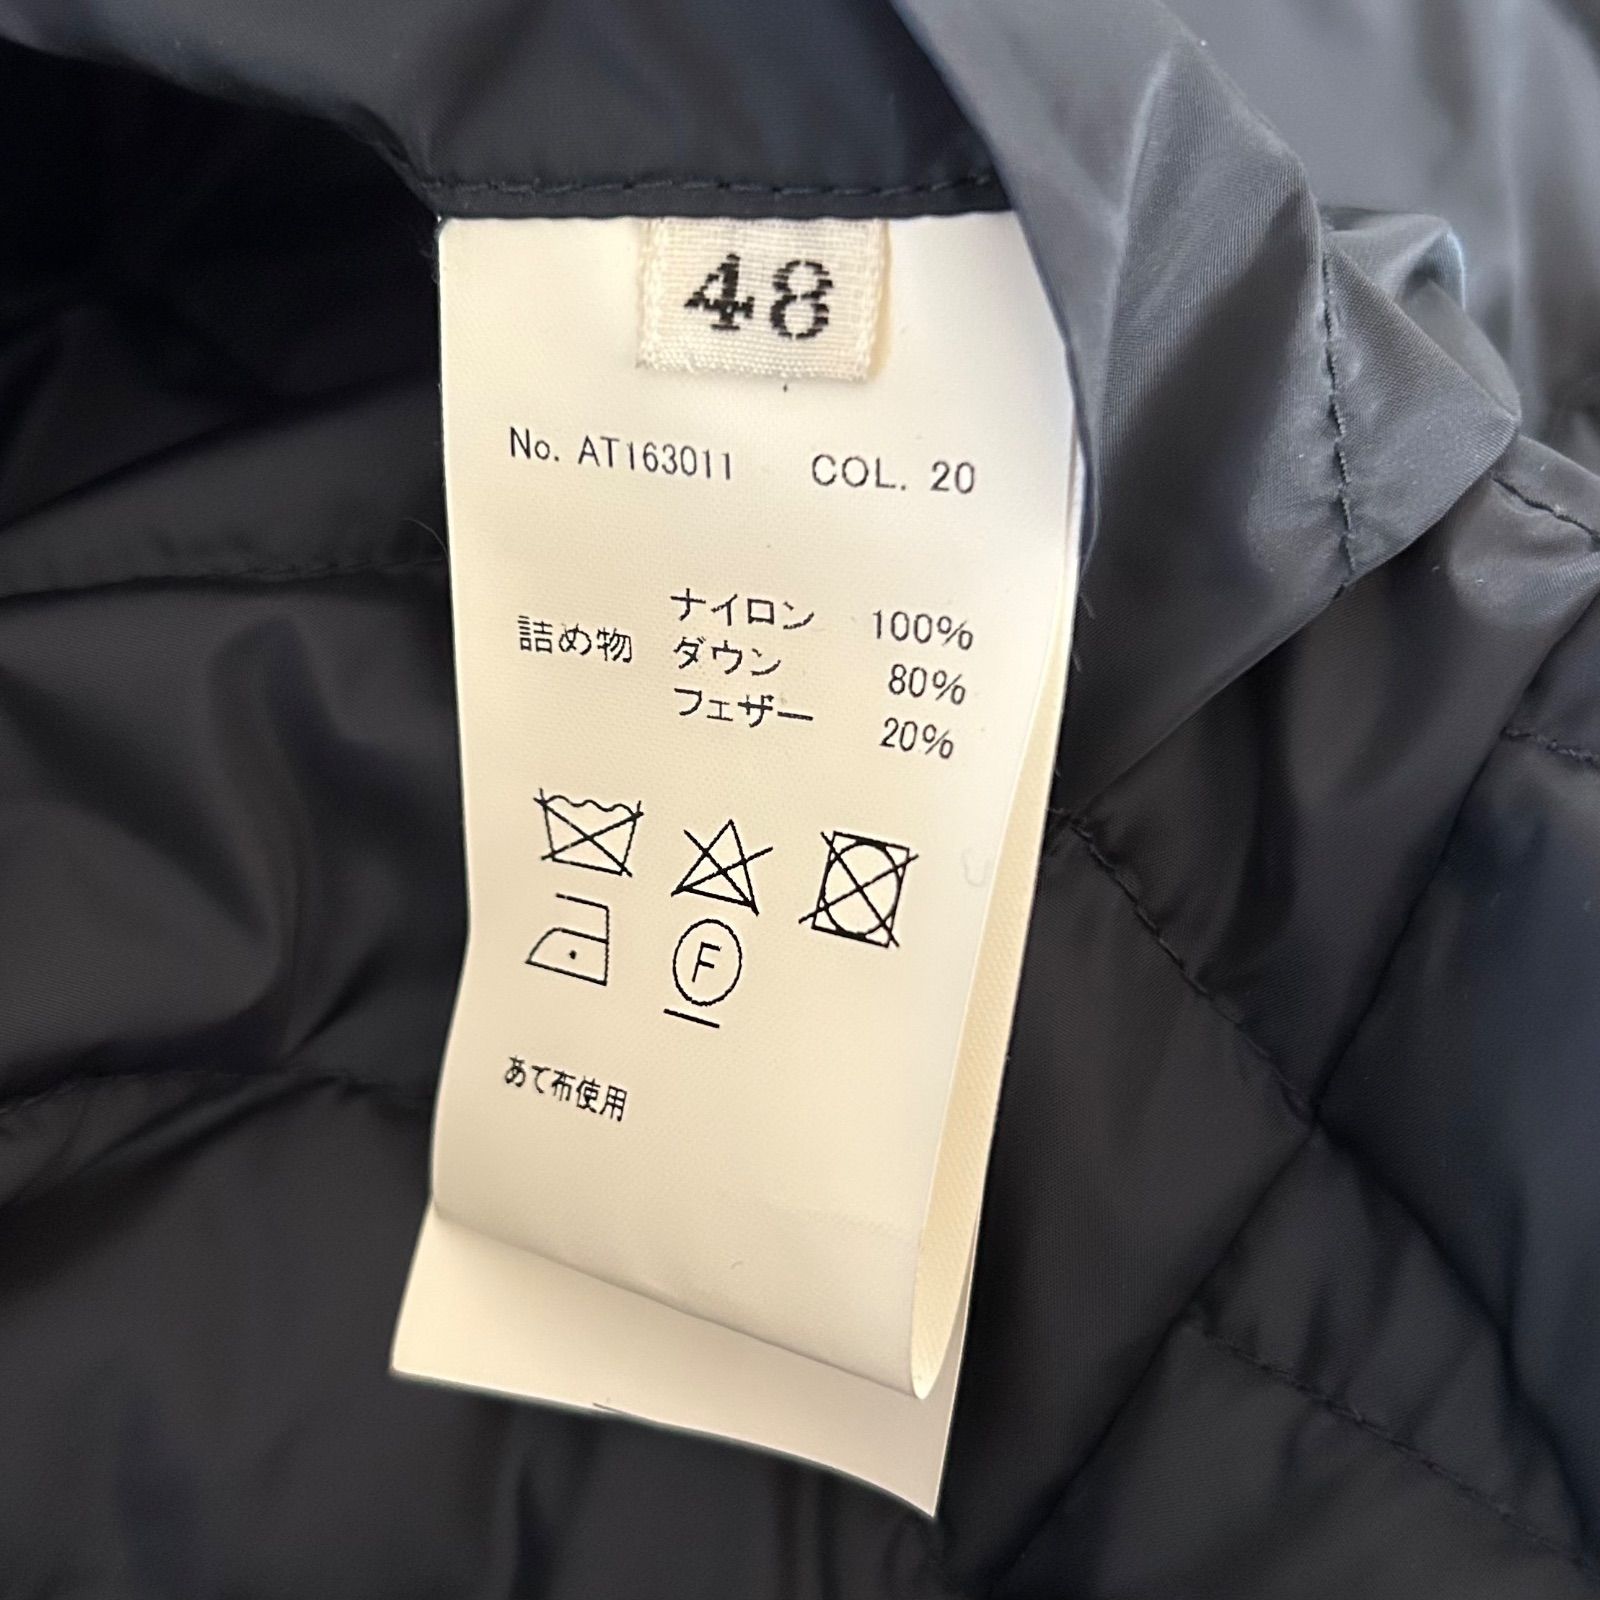 48
No. AT163011 COL. 20
ナイロン 100%
詰め物 ダウン 80%
フェザー 20%
F
あて布使用